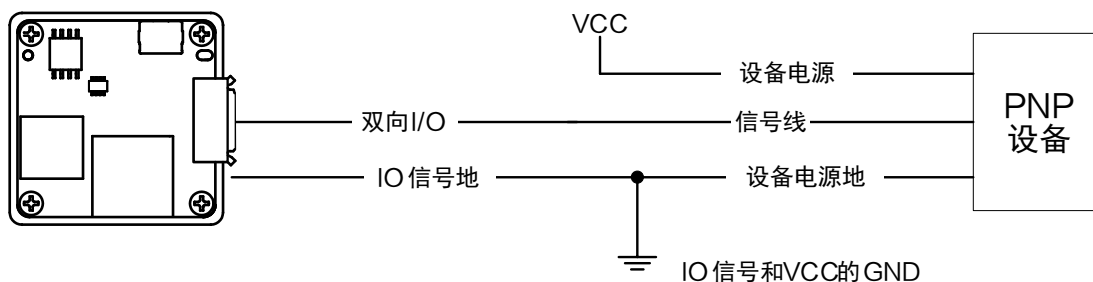 VCC
设备电源
双向I/O
信号线
PNP
设备
IO信号地
设备电源地
IO信号和VCC的GND